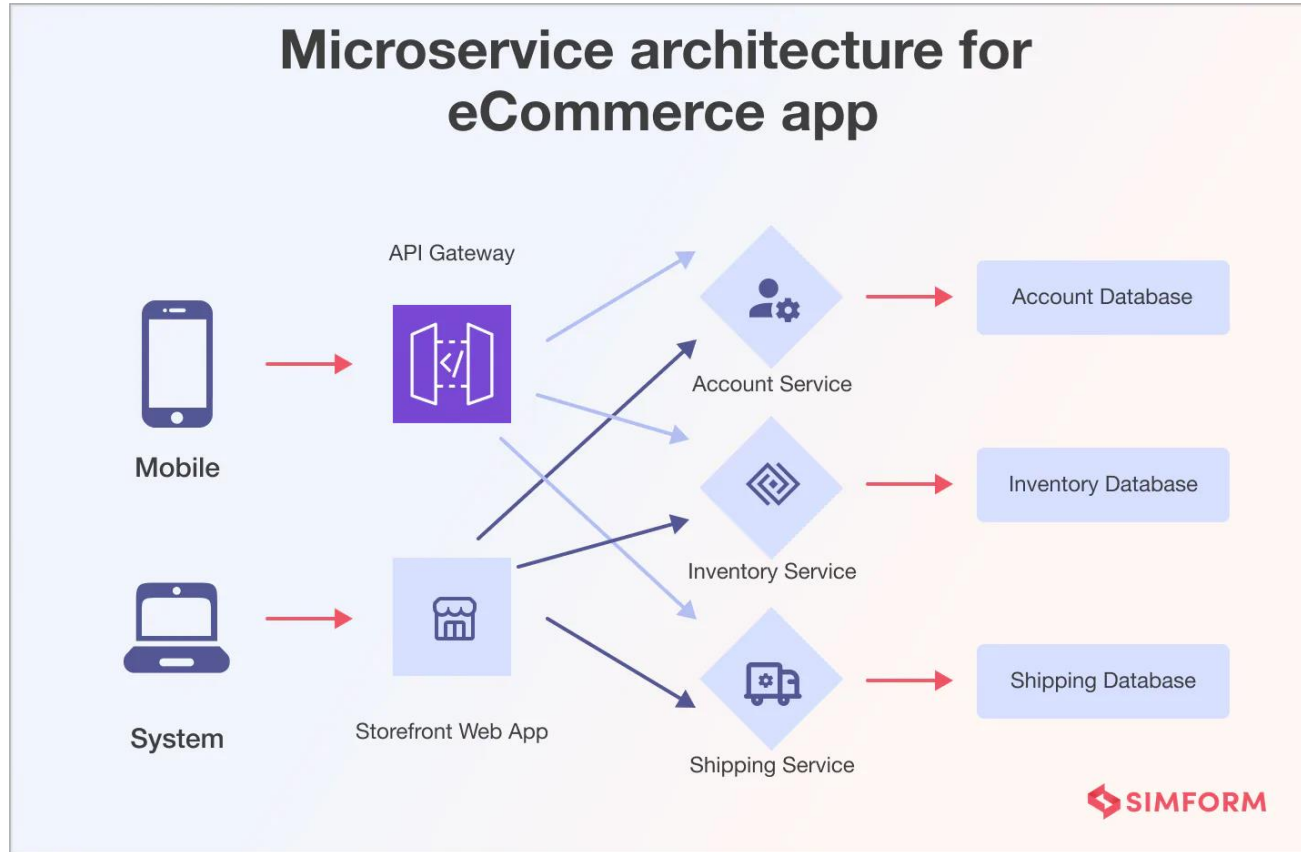 Microservice architecture for
eCommerce app
API Gateway
Mobile
Account Service
Account Database
Inventory Service
Inventory Database
System
Storefront Web App
Shipping Service
Shipping Database
SIMFORM